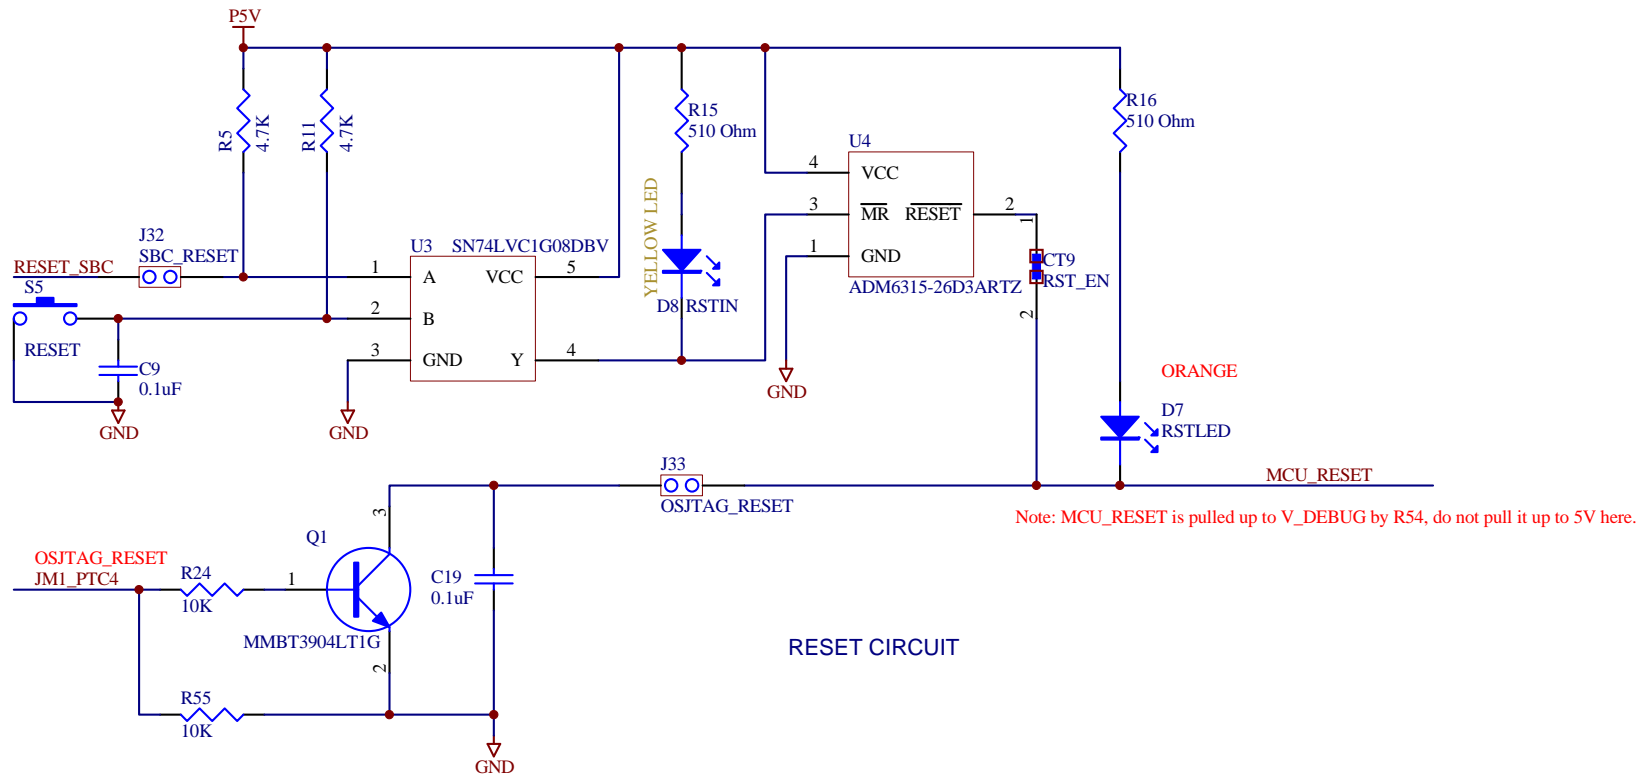 P5V
R5
4.7K
R11
4.7K
R15
510 Ohm
R16
510 Ohm
U4
4
VCC
3
MR
RESET
2
1
GND
1
ADM6315-26D3ARTZ
CT9
RST_EN
2
YELLOW LED
J32
SBC_RESET
RESET_SBC
U3
SN74LVC1G08DBV
1
A
VCC
5
2
B
3
GND
Y
4
D8 RSTIN
S5
RESET
C9
0.1uF
GND
GND
GND
ORANGE
D7
RSTLED
J33
OSJTAG_RESET
MCU_RESET
Note: MCU_RESET is pulled up to V_DEBUG by R54, do not pull it up to 5V here.
3
Q1
OSJTAG_RESET
JM1_PTC4
R24
10K
1
C19
0.1uF
MMBT3904LT1G
2
R55
10K
GND
RESET CIRCUIT